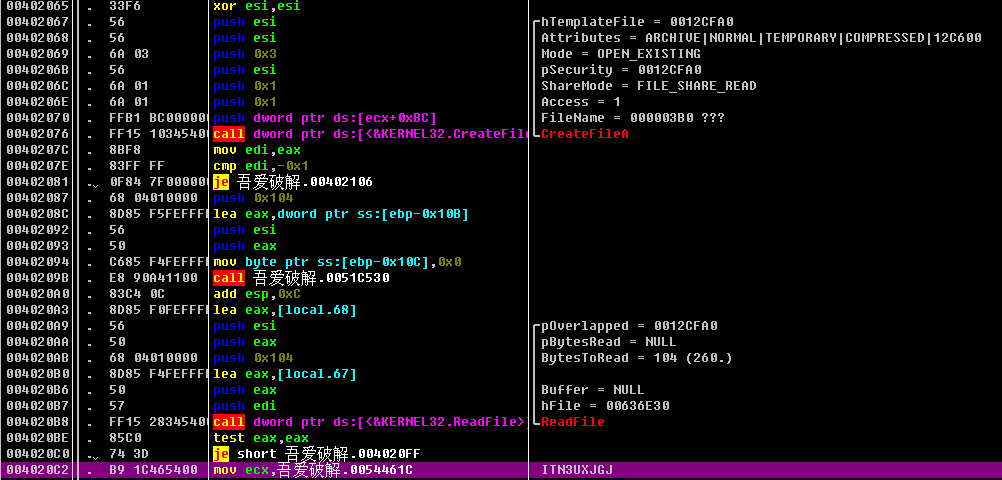 00402065 . 33F6 xor esi,esi
00402067 . 56 push esi hTemplateFile = 0012CFA0
00402068 . 56 push esi Attributes = ARCHIVE|NORMAL|TEMPORARY|COMPRESSED|12C600
00402069 . 6A 03 push 0x3 Mode = OPEN_EXISTING
0040206B . 56 push esi pSecurity = 0012CFA0
0040206C . 6A 01 push 0x1 ShareMode = FILE_SHARE_READ
0040206E . 6A 01 push 0x1 Access = 1
00402070 . FFB1 BC000000 push dword ptr ds:[ecx+0xBC] FileName = 000003B0 ???
00402076 . FF15 10345400 call dword ptr ds:[<&KERNEL32.CreateFile CreateFileA
0040207C . 8BF8 mov edi,eax
0040207E . 83FF FF cmp edi,-0x1
00402081 . 0F84 7F000000 je 吾爱破解.00402106
00402087 . 68 04010000 push 0x104
0040208C . 8D85 F5FEFFFF lea eax,dword ptr ss:[ebp-0x10B]
00402092 . 56 push esi
00402093 . 50 push eax
00402094 . C685 F4FEFFFF mov byte ptr ss:[ebp-0x10C],0x0
0040209B . E8 90A41100 call 吾爱破解.0051C530
004020A0 . 83C4 0C add esp,0xC
004020A3 . 8D85 F0FEFFFF lea eax,[local.68]
004020A9 . 56 push esi pOverlapped = 0012CFA0
004020AA . 50 push eax pBytesRead = NULL
004020AB . 68 04010000 push 0x104 BytesToRead = 104 (260.)
004020B0 . 8D85 F4FEFFFF lea eax,[local.67]
004020B6 . 50 push eax Buffer = NULL
004020B7 . 57 push edi hFile = 00636E30
004020B8 . FF15 28345400 call dword ptr ds:[<&KERNEL32.ReadFile> ReadFile
004020BE . 85C0 test eax,eax
004020C0 . 74 3D je short 吾爱破解.004020FF
004020C2 . B9 1C465400 mov ecx,吾爱破解.0054461C ITN3UXJGJ